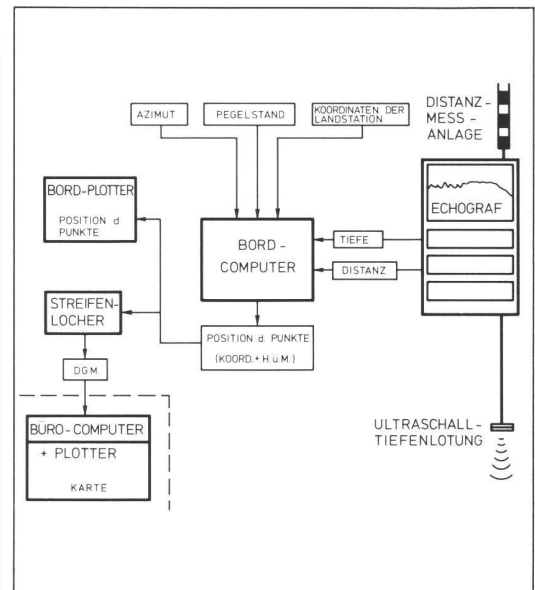 AZIMUT
PEGELSTAND
KOORDINATEN DER
LANDSTATION
DISTANZ-
MESS-
ANLAGE
ECHOGRAF
BORD-PLOTTER
POSITION d
PUNKTE
BORD-
COMPUTER
TIEFE
DISTANZ
STREIFEN-
LOCHER
POSITION d. PUNKTE
(KOORD.+H.ü.M.)
DGM
BÜRO-COMPUTER
+ PLOTTER
KARTE
ULTRASCHALL-
TIEFENLOTUNG